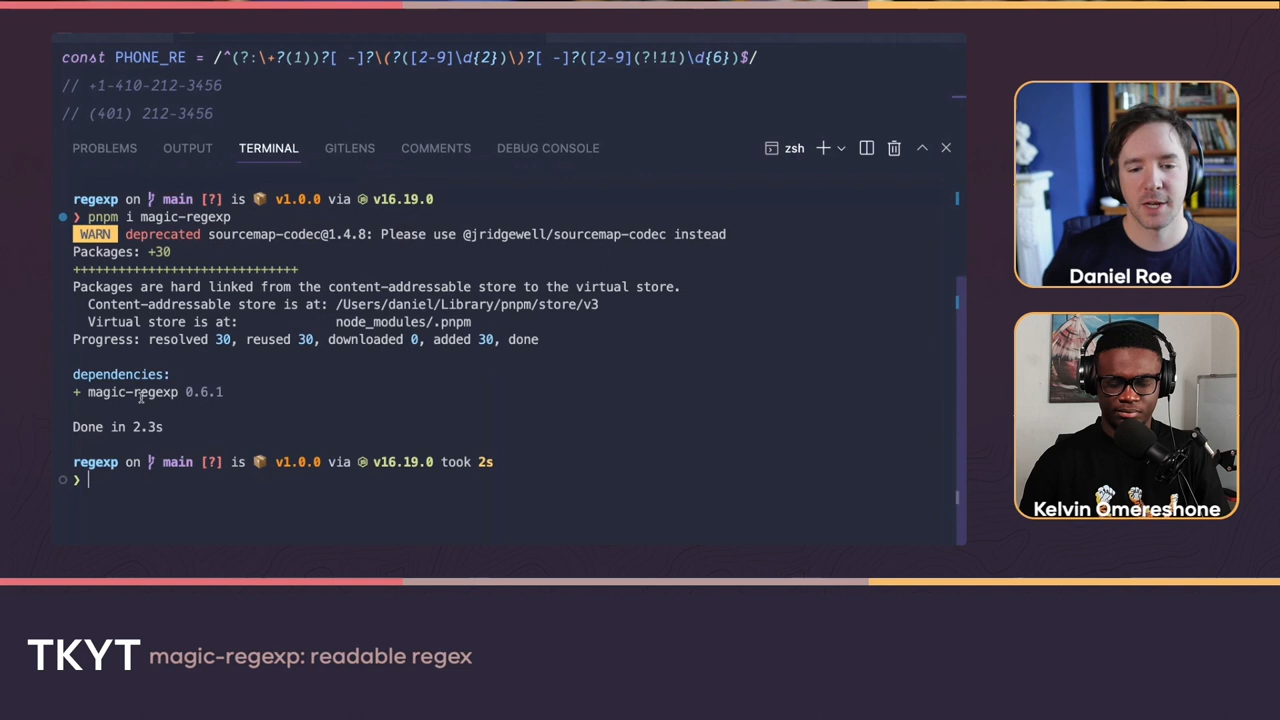 const PHONE_RE = /^(?:\+?(1))?[ -]?\(?([2-9]\d{2})\)?[ -]?([2-9](?!11)\d{6})$/
// +1-410-212-3456
// (401) 212-3456
PROBLEMS OUTPUT TERMINAL GITLENS COMMENTS DEBUG CONSOLE zsh
regexp on main [?] is 📦 v1.0.0 via v16.19.0
❯ pnpm i magic-regexp
WARN deprecated sourcemap-codec@1.4.8: Please use @jridgewell/sourcemap-codec instead
Packages: +30
++++++++++++++++++++++++++++++
Packages are hard linked from the content-addressable store to the virtual store.
Content-addressable store is at: /Users/daniel/Library/pnpm/store/v3
Virtual store is at: node_modules/.pnpm
Progress: resolved 30, reused 30, downloaded 0, added 30, done
dependencies:
+ magic-regexp 0.6.1
Done in 2.3s
regexp on main [?] is 📦 v1.0.0 via v16.19.0 took 2s
❯
Daniel Roe
Kelvin Omereshone
TKYT magic-regexp: readable regex